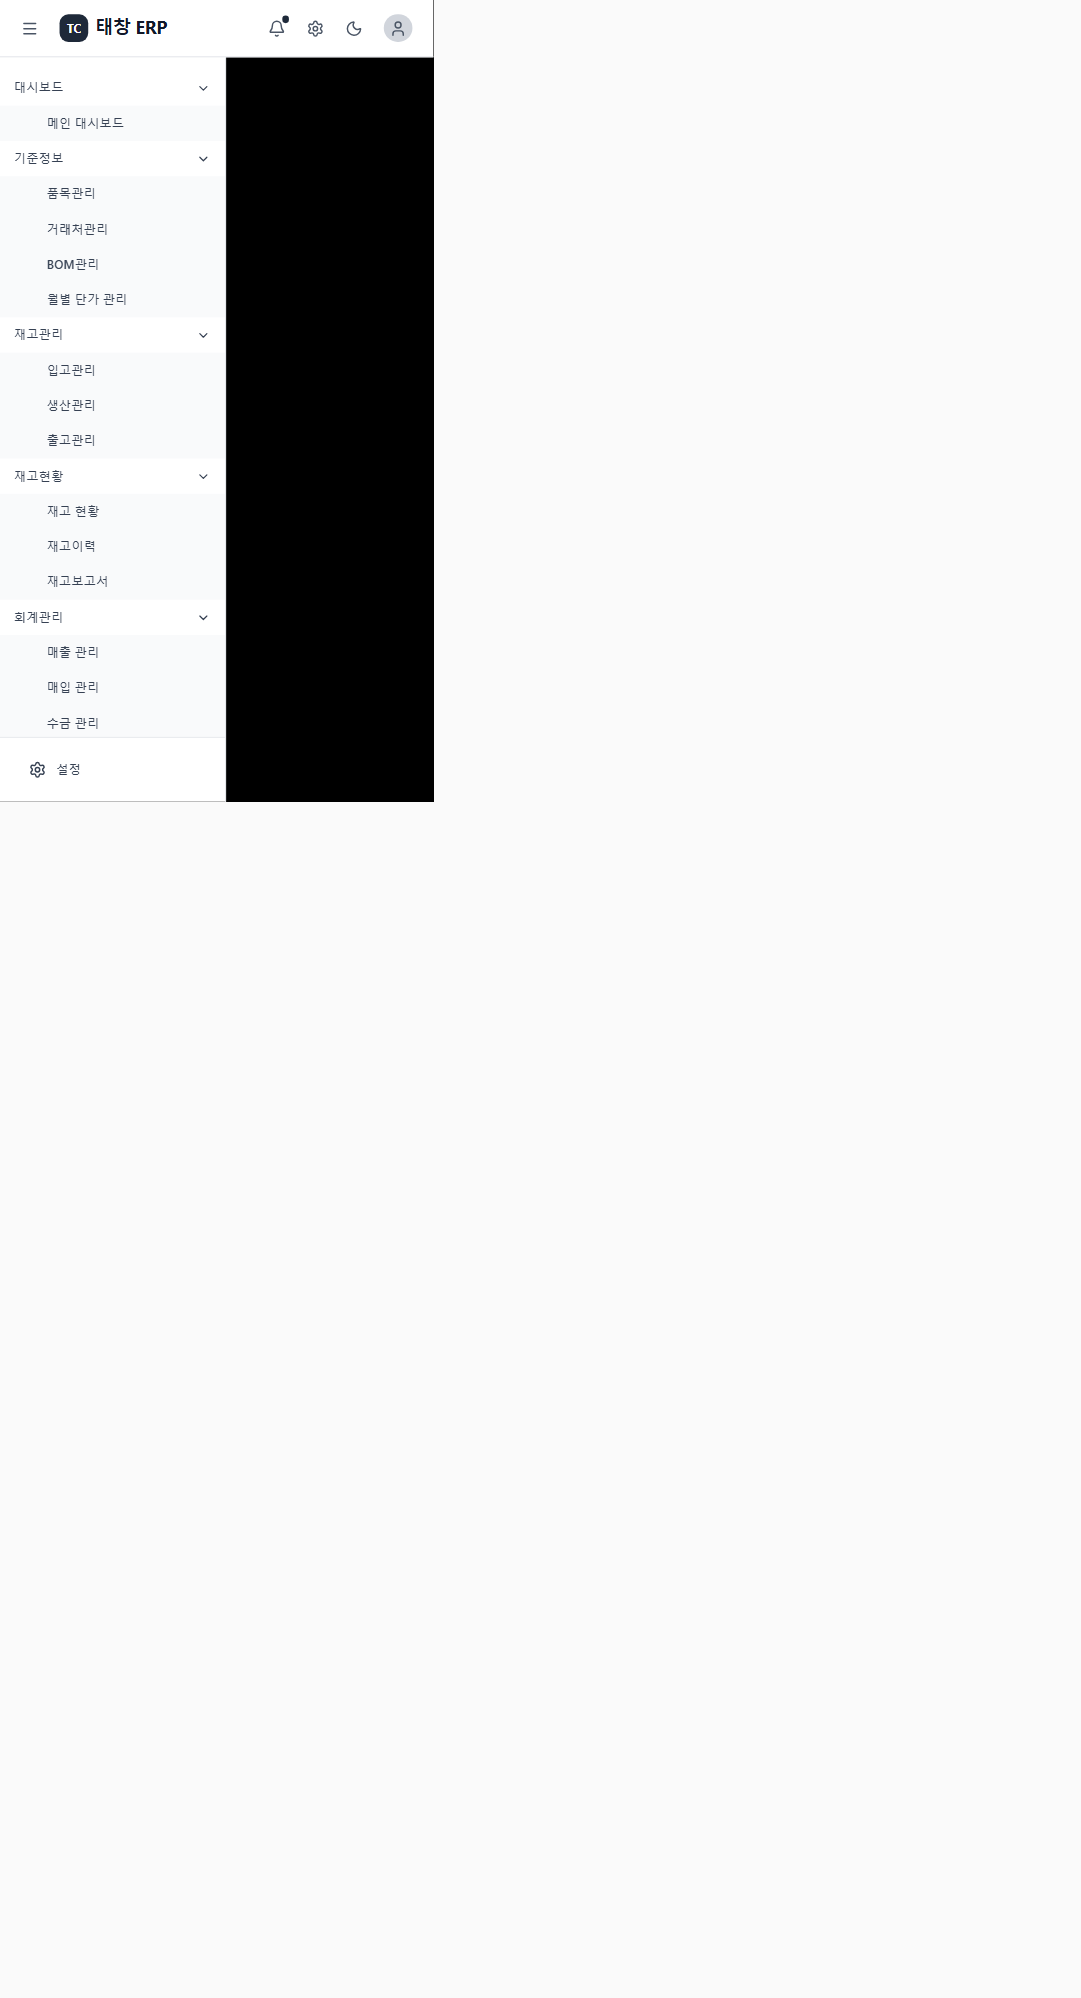 TC 태창 ERP
대시보드
메인 대시보드
기준정보
품목관리
거래처관리
BOM관리
월별 단가 관리
재고관리
입고관리
생산관리
출고관리
재고현황
재고 현황
재고이력
재고보고서
회계관리
매출 관리
매입 관리
수금 관리
설정